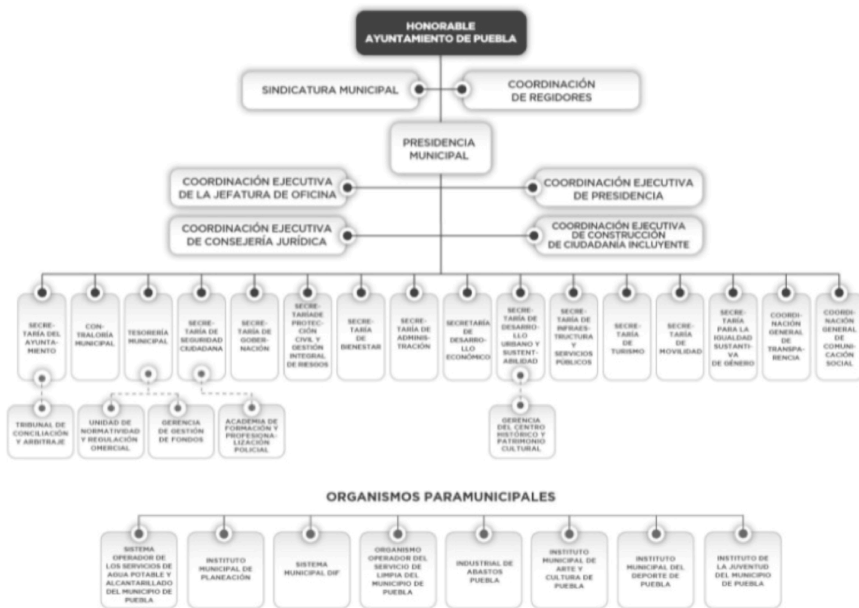 HONORABLE
AYUNTAMIENTO DE PUEBLA
SINDICATURA MUNICIPAL
COORDINACIÓN
DE REGIDORES
PRESIDENCIA
MUNICIPAL
COORDINACIÓN EJECUTIVA
DE LA JEFATURA DE OFICINA
COORDINACIÓN EJECUTIVA
DE PRESIDENCIA
COORDINACIÓN EJECUTIVA
DE CONSEJERÍA JURÍDICA
COORDINACIÓN EJECUTIVA
DE CONSTRUCCIÓN
DE CIUDADANÍA INCLUYENTE
SECRE-
TARÍA DEL
AYUNTA-
MIENTO
CON-
TRALORÍA
MUNICIPAL
TESORERÍA
MUNICIPAL
SECRE-
TARÍA DE
SEGURIDAD
CIUDADANA
SECRE-
TARÍA DE
GOBER-
NACIÓN
SECRE-
TARÍADE
PROTEC-
CIÓN
CIVIL Y
GESTIÓN
INTEGRAL
DE RIESGOS
SECRE-
TARÍA
DE
BIENESTAR
SECRE-
TARÍA DE
ADMINIS-
TRACIÓN
SECRETARÍA
DE
DESARRO-
LLO
ECONÓMICO
SECRE-
TARÍA DE
DESARRO-
LLO
URBANO Y
SUSTENT-
ABILIDAD
SECRE-
TARÍA DE
INFRAES-
TRUCTURA
Y
SERVICIOS
PÚBLICOS
SECRE-
TARÍA
DE
TURISMO
SECRE-
TARÍA
DE
MOVILIDAD
SECRE-
TARÍA
PARA LA
IGUALDAD
SUSTANTI-
VA
DE GÉNERO
COORDI-
NACIÓN
GENERAL
DE
TRANSPA-
RENCIA
COORDI-
NACIÓN
GENERAL
DE
COMUNI-
CACIÓN
SOCIAL
TRIBUNAL DE
CONCILIACIÓN
Y ARBITRAJE
UNIDAD DE
NORMATIVIDAD
Y REGULACIÓN
OMERCIAL
GERENCIA
DE GESTIÓN
DE FONDOS
ACADEMIA DE
FORMACIÓN Y
PROFESIONA-
LIZACIÓN
POLICIAL
GERENCIA
DEL CENTRO
HISTÓRICO Y
PATRIMONIO
CULTURAL
ORGANISMOS PARAMUNICIPALES
SISTEMA
OPERADOR DE
LOS SERVICIOS DE
AGUA POTABLE Y
ALCANTARILLADO
DEL MUNICIPIO DE
PUEBLA
INSTITUTO
MUNICIPAL DE
PLANEACIÓN
SISTEMA
MUNICIPAL DIF
ORGANISMO
OPERADOR DEL
SERVICIO DE
LIMPIA DEL
MUNICIPIO DE
PUEBLA
INDUSTRIAL DE
ABASTOS
PUEBLA
INSTITUTO
MUNICIPAL DE
ARTE Y
CULTURA DE PUEBLA
INSTITUTO
MUNICIPAL DEL
DEPORTE DE PUEBLA
INSTITUTO DE
LA JUVENTUD DEL
MUNICIPIO DE PUEBLA